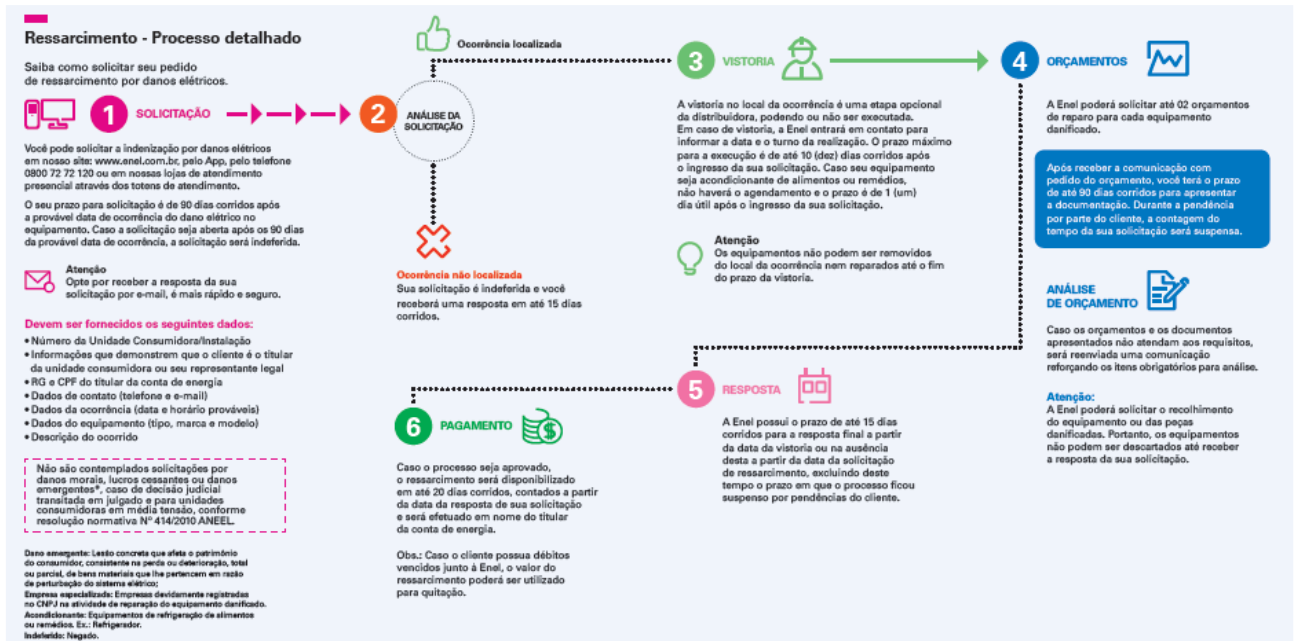 Ressarcimento - Processo detalhado
Saiba como solicitar seu pedido
de ressarcimento por danos elétricos.
1
SOLICITAÇÃO
Você pode solicitar a indenização por danos elétricos
em nosso site: www.enel.com.br, pelo App, pelo telefone
0800 72 72 120 ou em nossas lojas de atendimento
presencial através dos totens de atendimento.
O seu prazo para solicitação é de 90 dias corridos após
a provável data de ocorrência do dano elétrico no
equipamento. Caso a solicitação seja aberta após os 90 dias
da provável data de ocorrência, a solicitação será indeferida.
Atenção
Opte por receber a resposta da sua
solicitação por e-mail, é mais rápido e seguro.
Devem ser fornecidos os seguintes dados:
• Número da Unidade Consumidora/Instalação
• Informações que demonstrem que o cliente é o titular
da unidade consumidora ou seu representante legal
• RG e CPF do titular da conta de energia
• Dados de contato (telefone e e-mail)
• Dados da ocorrência (data e horário prováveis)
• Dados do equipamento (tipo, marca e modelo)
• Descrição do ocorrido
Não são contemplados solicitações por
danos morais, lucros cessantes ou danos
emergentes*, caso de decisão judicial
transitada em julgado e para unidades
consumidoras em média tensão, conforme
resolução normativa Nº 414/2010 ANEEL.
Dano emergente: Lesão concreta que afeta o patrimônio
do consumidor, consistente na perda ou deterioração, total
ou parcial, de bens materiais que lhe pertencem em razão
de perturbação do sistema elétrico;
Empresa especializada: Empresas devidamente registradas
no CNPJ na atividade de reparação do equipamento danificado.
Acondicionante: Equipamentos de refrigeração de alimentos
ou remédios. Ex.: Refrigerador.
Indeferido: Negado.
2
ANÁLISE DA
SOLICITAÇÃO
Ocorrência localizada
Ocorrência não localizada
Sua solicitação é indeferida e você
receberá uma resposta em até 15 dias
corridos.
3
VISTORIA
A vistoria no local da ocorrência é uma etapa opcional
da distribuidora, podendo ou não ser executada.
Em caso de vistoria, a Enel entrará em contato para
informar a data e o turno da realização. O prazo máximo
para a execução é de até 10 (dez) dias corridos após
o ingresso da sua solicitação. Caso seu equipamento
seja acondicionante de alimentos ou remédios,
não haverá o agendamento e o prazo é de 1 (um)
dia útil após o ingresso da sua solicitação.
Atenção
Os equipamentos não podem ser removidos
do local da ocorrência nem reparados até o fim
do prazo da vistoria.
4
ORÇAMENTOS
A Enel poderá solicitar até 02 orçamentos
de reparo para cada equipamento
danificado.
Após receber a comunicação com
pedido do orçamento, você terá o prazo
de até 90 dias corridos para apresentar
a documentação. Durante a pendência
por parte do cliente, a contagem do
tempo da sua solicitação será suspensa.
ANÁLISE
DE ORÇAMENTO
Caso os orçamentos e os documentos
apresentados não atendam aos requisitos,
será reenviada uma comunicação
reforçando os itens obrigatórios para análise.
Atenção:
A Enel poderá solicitar o recolhimento
do equipamento ou das peças
danificadas. Portanto, os equipamentos
não podem ser descartados até receber
a resposta da sua solicitação.
5
RESPOSTA
A Enel possui o prazo de até 15 dias
corridos para a resposta final a partir
da data da vistoria ou na ausência
desta a partir da data da solicitação
de ressarcimento, excluindo deste
tempo o prazo em que o processo ficou
suspenso por pendências do cliente.
6
PAGAMENTO
Caso o processo seja aprovado,
o ressarcimento será disponibilizado
em até 20 dias corridos, contados a partir
da data da resposta de sua solicitação
e será efetuado em nome do titular
da conta de energia.
Obs.: Caso o cliente possua débitos
vencidos junto à Enel, o valor do
ressarcimento poderá ser utilizado
para quitação.